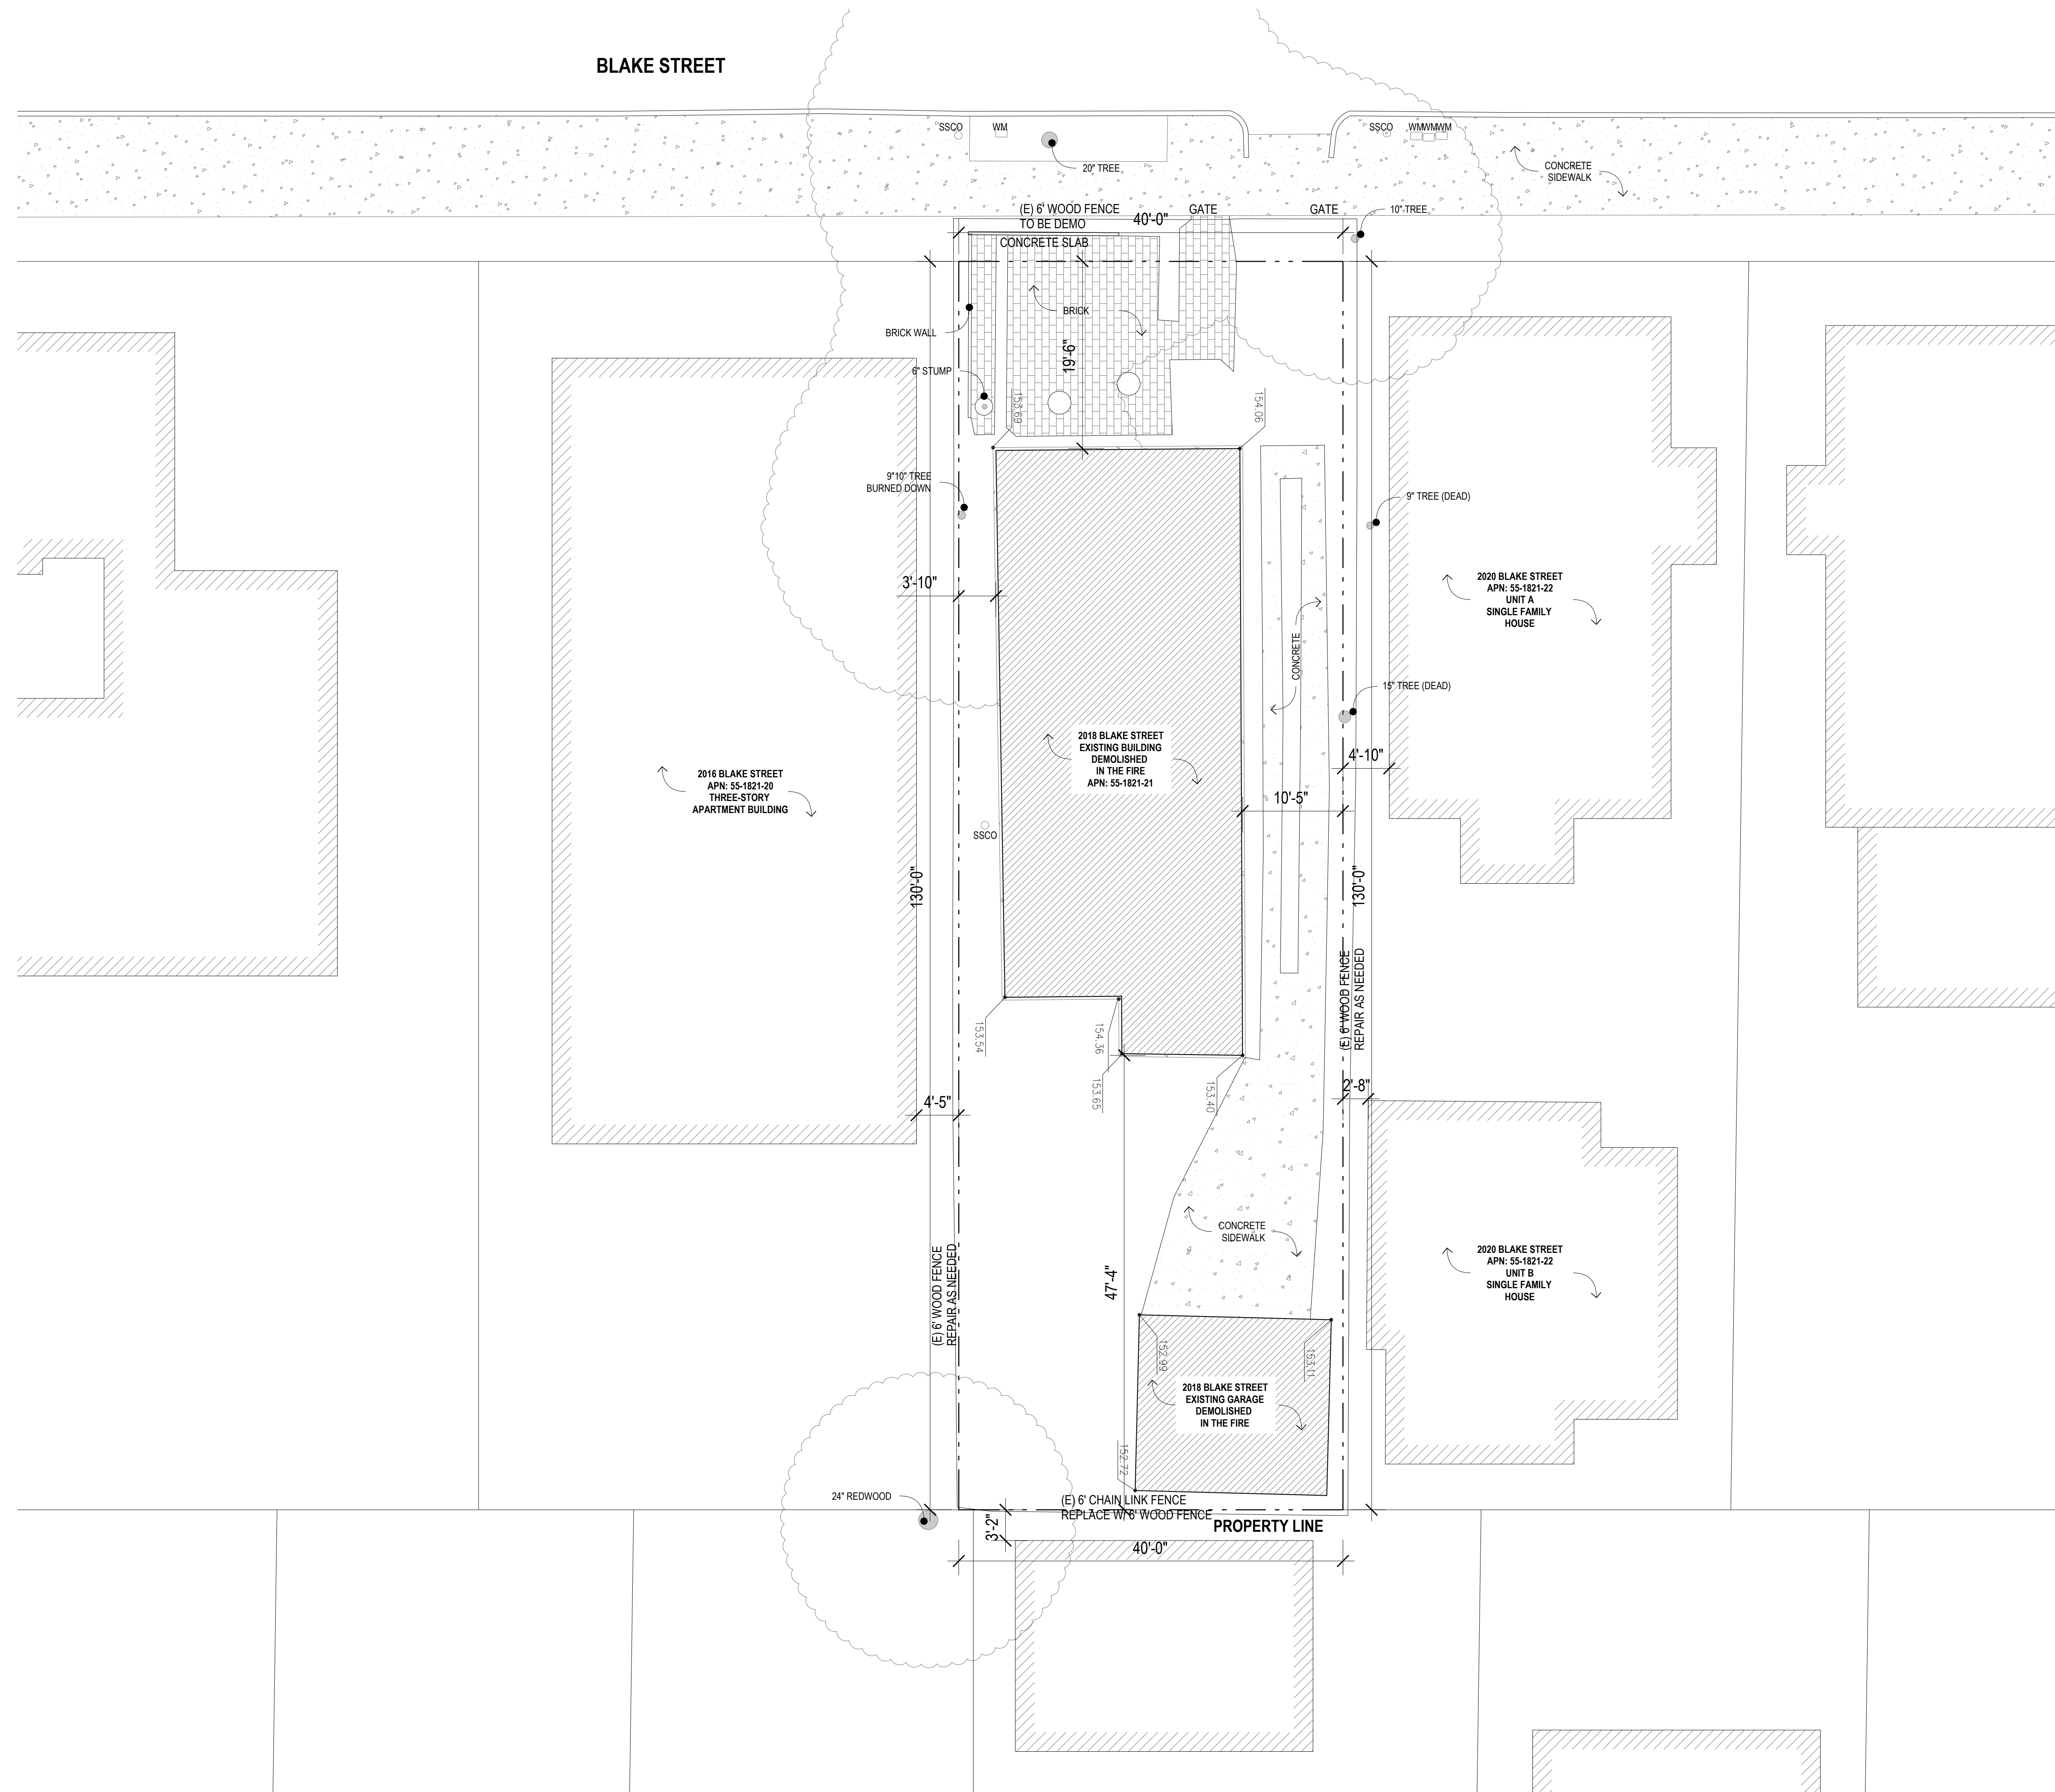 BLAKE STREET
SSCO
WM
20" TREE
SSCO
WM
WM
WM
CONCRETE
SIDEWALK
(E) 6' WOOD FENCE
TO BE DEMO
40'-0"
GATE
GATE
10" TREE
CONCRETE SLAB
BRICK
BRICK WALL
19'-6"
6" STUMP
153.69
154.06
9"10" TREE
BURNED DOWN
9" TREE (DEAD)
3'-10"
2020 BLAKE STREET
APN: 55-1821-22
UNIT A
SINGLE FAMILY
HOUSE
CONCRETE
15" TREE (DEAD)
2018 BLAKE STREET
EXISTING BUILDING
DEMOLISHED
IN THE FIRE
APN: 55-1821-21
4'-10"
2016 BLAKE STREET
APN: 55-1821-20
THREE-STORY
APARTMENT BUILDING
10'-5"
SSCO
130'-0"
130'-0"
(E) 6' WOOD FENCE
REPAIR AS NEEDED
153.54
154.36
153.65
153.40
2'-8"
4'-5"
CONCRETE
SIDEWALK
47'-4"
(E) 6' WOOD FENCE
REPAIR AS NEEDED
2020 BLAKE STREET
APN: 55-1821-22
UNIT B
SINGLE FAMILY
HOUSE
152.99
153.11
2018 BLAKE STREET
EXISTING GARAGE
DEMOLISHED
IN THE FIRE
152.72
24" REDWOOD
(E) 6' CHAIN LINK FENCE
REPLACE W/ 6' WOOD FENCE
PROPERTY LINE
3'-2"
40'-0"